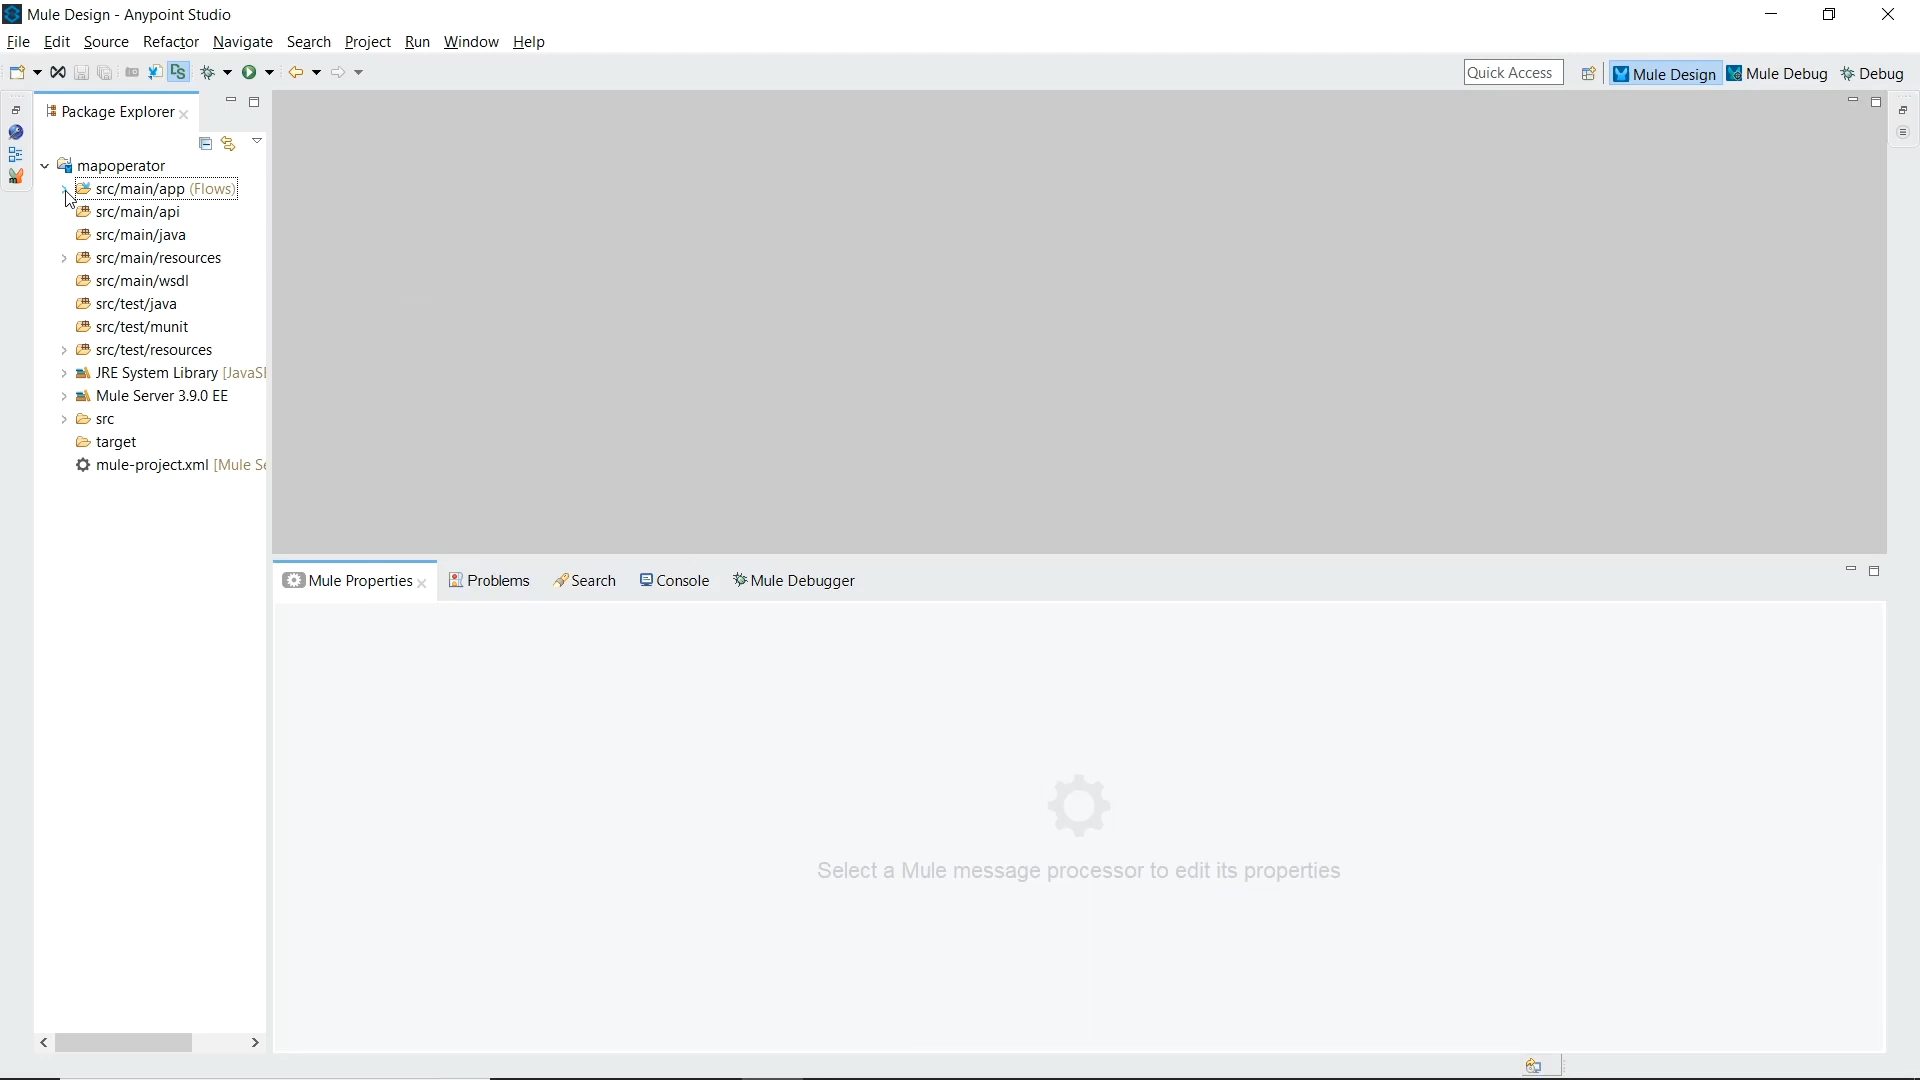 Mule Design - Anypoint Studio
File Edit Source Refactor Navigate Search Project Run Window Help
Quick Access Mule Design Mule Debug Debug
Package Explorer
mapoperator
src/main/app (Flows)
src/main/api
src/main/java
src/main/resources
src/main/wsdl
src/test/java
src/test/munit
src/test/resources
JRE System Library [JavaSE
Mule Server 3.9.0 EE
src
target
mule-project.xml [Mule Se
Mule Properties Problems Search Console Mule Debugger
Select a Mule message processor to edit its properties